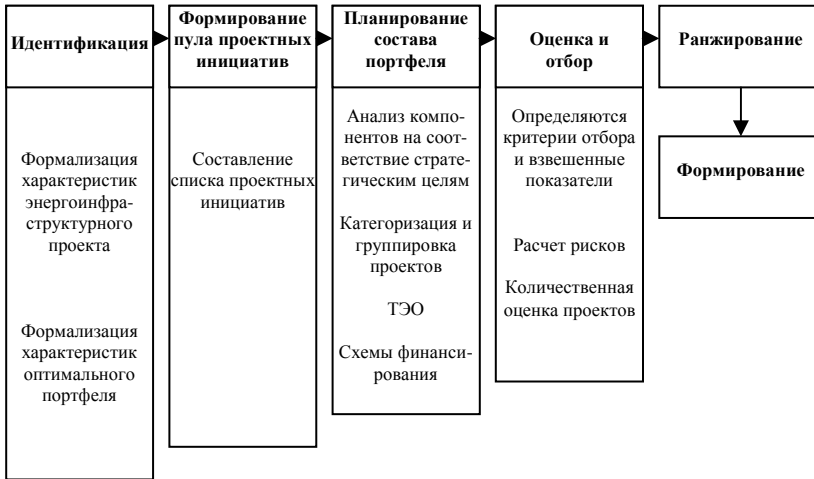 Идентификация
Формализация
характеристик
энергоинфра-
структурного
проекта
Формализация
характеристик
оптимального
портфеля
Формирование
пула проектных
инициатив
Составление
списка проектных
инициатив
Планирование
состава
портфеля
Анализ компо-
нентов на соот-
ветствие страте-
гическим целям
Категоризация и
группировка
проектов
ТЭО
Схемы финанси-
рования
Оценка и
отбор
Определяются
критерии отбора
и взвешенные
показатели
Расчет рисков
Количественная
оценка проектов
Ранжирование
Формирование